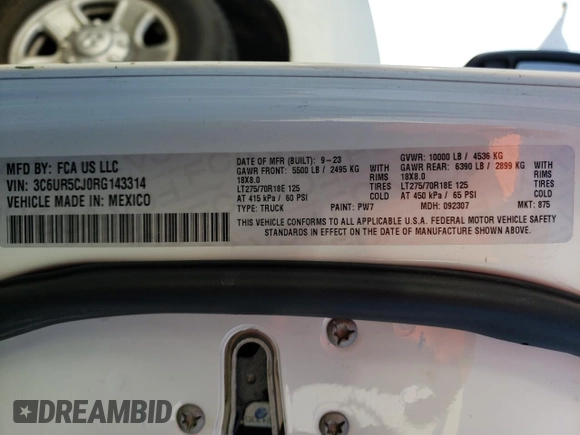 MFD BY: FCA US LLC
VIN: 3C6UR5CJ0RG143314
VEHICLE MADE IN: MEXICO
DATE OF MFR (BUILT): 9-23
GAWR FRONT: 5500 LB / 2495 KG WITH
18X8.0 RIMS
LT275/70R18E 125 TIRES
AT 415 kPa / 60 PSI COLD
TYPE: TRUCK PAINT: PW7
GVWR: 10000 LB / 4536 KG
GAWR REAR: 6390 LB / 2899 KG WITH
18X8.0 RIMS
LT275/70R18E 125 TIRES
AT 450 kPa / 65 PSI COLD
MDH: 092307 MKT: 875
THIS VEHICLE CONFORMS TO ALL APPLICABLE U.S.A. FEDERAL MOTOR VEHICLE SAFETY
STANDARDS IN EFFECT ON THE DATE OF MANUFACTURE SHOWN ABOVE.
DREAMBID